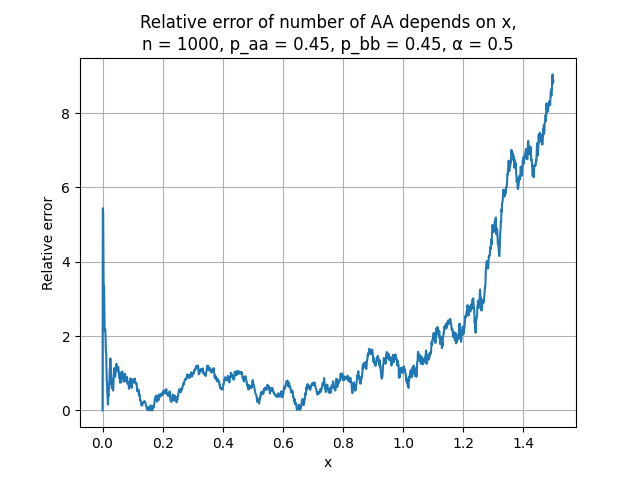 Relative error of number of AA depends on x,
n = 1000, p_aa = 0.45, p_bb = 0.45, α = 0.5
8
6
4
2
0
Relative error
0.0 0.2 0.4 0.6 0.8 1.0 1.2 1.4
x